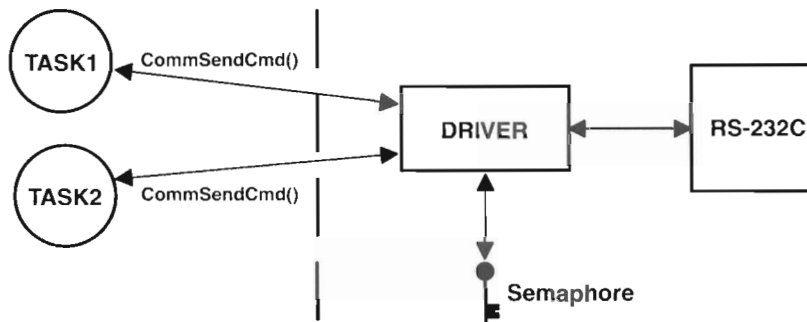 TASK1
CommSendCmd()
DRIVER
RS-232C
TASK2
CommSendCmd()
Semaphore